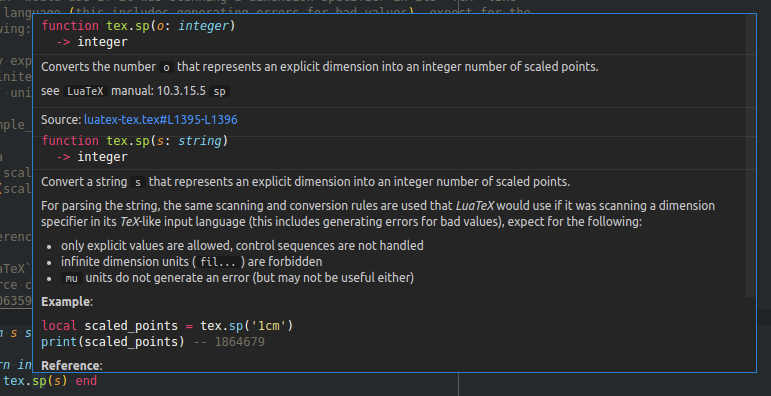 language (this includes generating errors for bad values), expect for the
wing:
function tex.sp(o: integer)
-> integer
Converts the number o that represents an explicit dimension into an integer number of scaled points.
see LuaTeX manual: 10.3.15.5 sp
Source: luatex-tex.tex#L1395-L1396
function tex.sp(s: string)
-> integer
Convert a string s that represents an explicit dimension into an integer number of scaled points.
For parsing the string, the same scanning and conversion rules are used that LuaTeX would use if it was scanning a dimension
specifier in its TeX-like input language (this includes generating errors for bad values), expect for the following:
• only explicit values are allowed, control sequences are not handled
• infinite dimension units ( fil... ) are forbidden
• mu units do not generate an error (but may not be useful either)
Example:
local scaled_points = tex.sp('1cm')
print(scaled_points) -- 1864679
Reference:
tex.sp(s) end